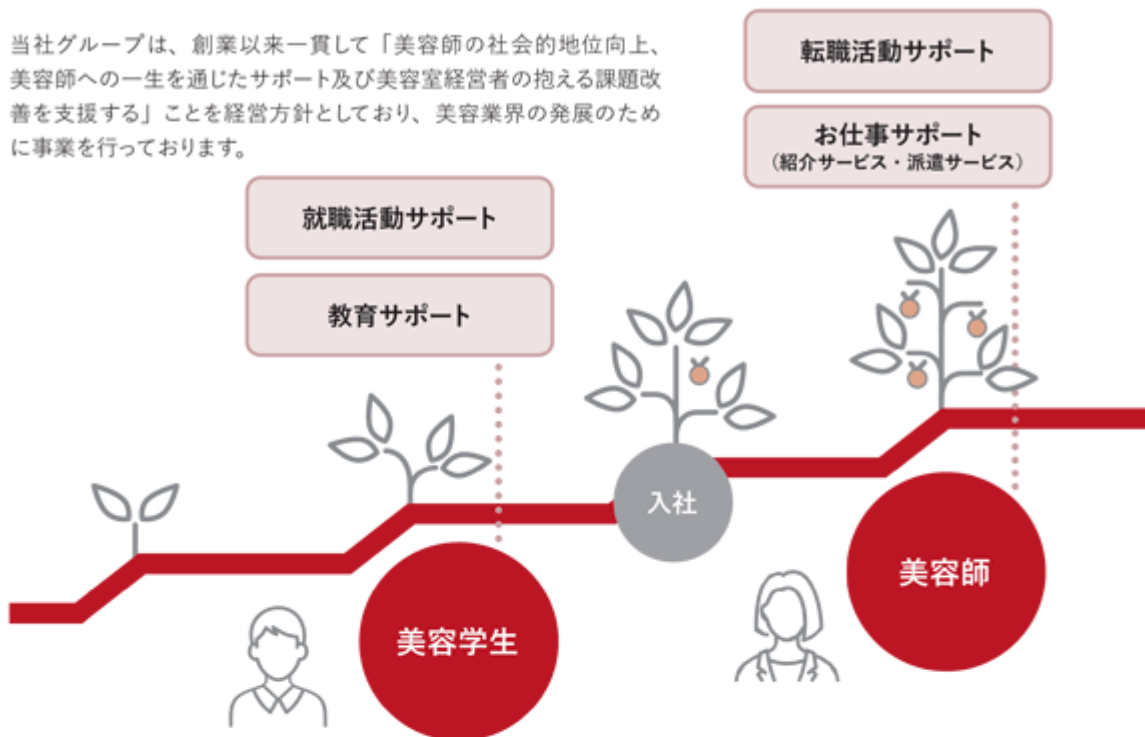 当社グループは、創業以来一貫して「美容師の社会的地位向上、
美容師への一生を通じたサポート及び美容室経営者の抱える課題改
善を支援する」ことを経営方針としており、美容業界の発展のため
に事業を行っております。
転職活動サポート
お仕事サポート
（紹介サービス・派遣サービス）
就職活動サポート
教育サポート
入社
美容師
美容学生